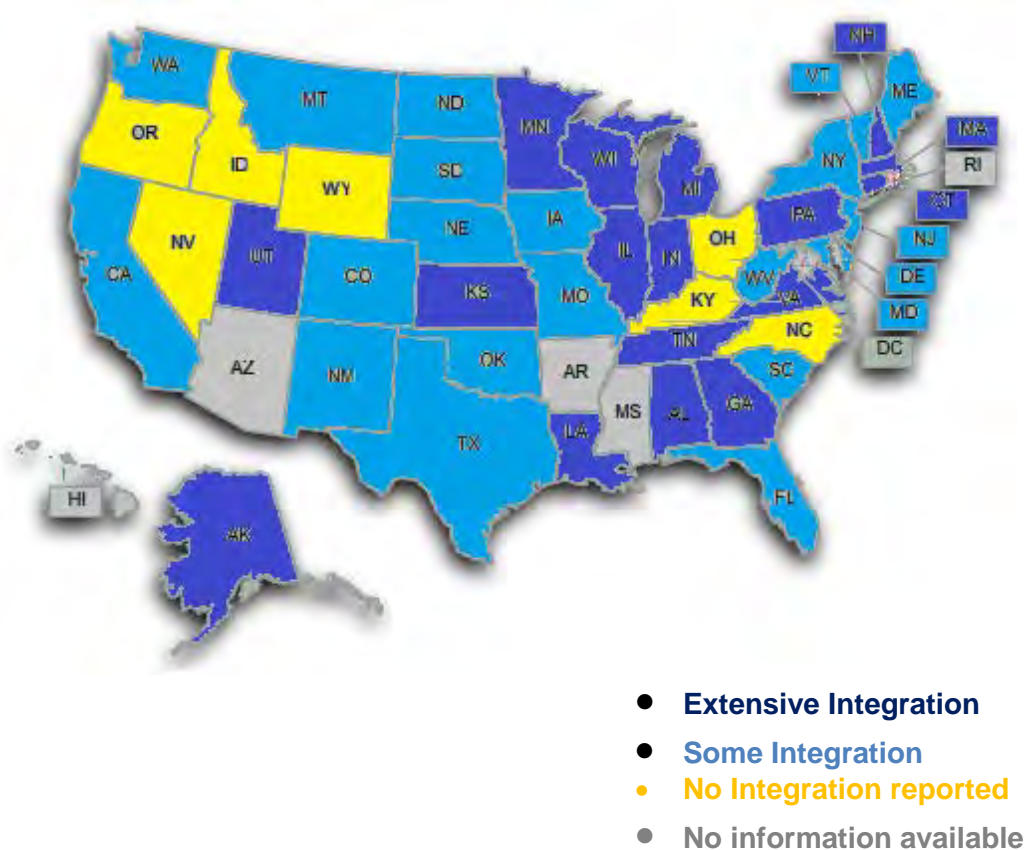 NH
WA
VT
ME
MT
ND
MN
OR
MA
ID
WI
NY
RI
SD
WY
MI
CT
PA
IA
NE
OH
NJ
NV
UT
IL
IN
CA
CO
WV
DE
KS
MO
KY
VA
MD
NC
TN
DC
AZ
OK
AR
SC
NM
MS
AL
GA
LA
TX
HI
FL
AK
Extensive Integration
Some Integration
No Integration reported
No information available